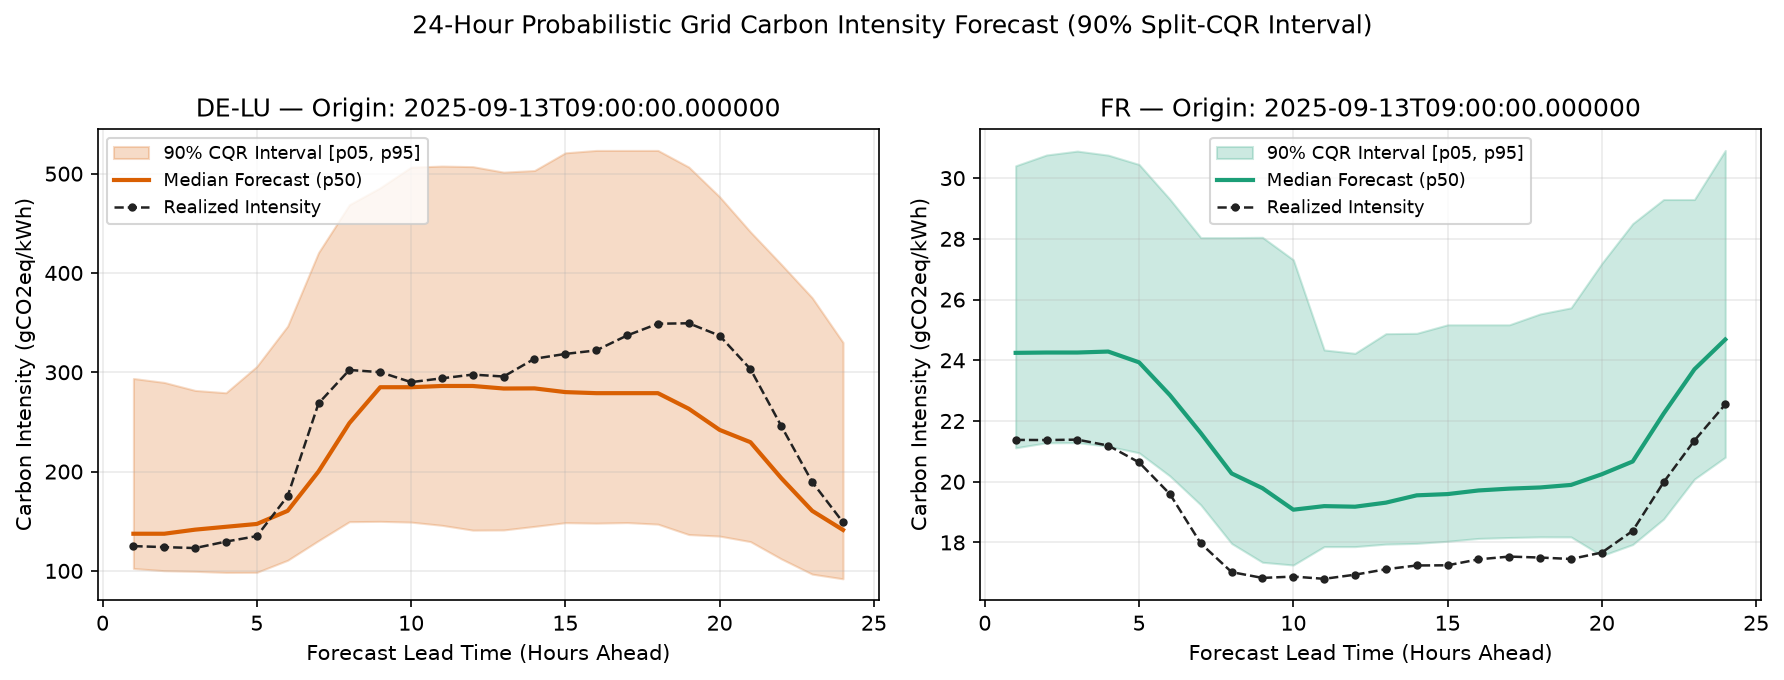 24-Hour Probabilistic Grid Carbon Intensity Forecast (90% Split-CQR Interval)
DE-LU — Origin: 2025-09-13T09:00:00.000000
90% CQR Interval [p05, p95]
Median Forecast (p50)
Realized Intensity
Carbon Intensity (gCO2eq/kWh)
500
400
300
200
100
0
5
10
15
20
25
Forecast Lead Time (Hours Ahead)
FR — Origin: 2025-09-13T09:00:00.000000
90% CQR Interval [p05, p95]
Median Forecast (p50)
Realized Intensity
Carbon Intensity (gCO2eq/kWh)
30
28
26
24
22
20
18
0
5
10
15
20
25
Forecast Lead Time (Hours Ahead)